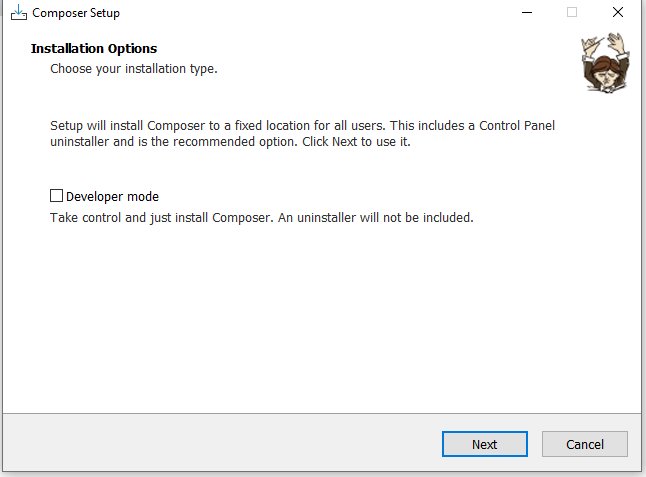 Composer Setup
Installation Options
Choose your installation type.
Setup will install Composer to a fixed location for all users. This includes a Control Panel
uninstaller and is the recommended option. Click Next to use it.
Developer mode
Take control and just install Composer. An uninstaller will not be included.
Next
Cancel